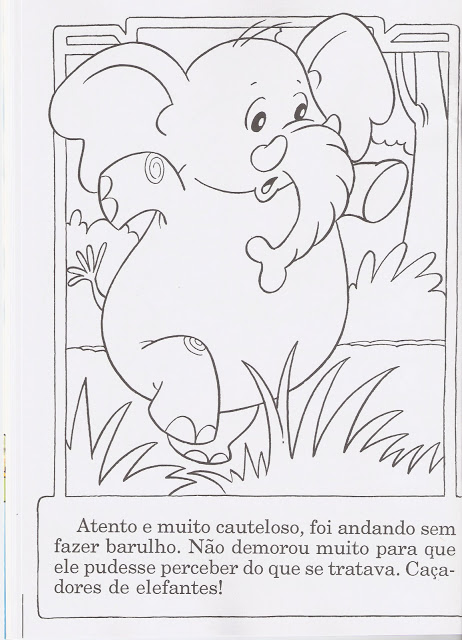 Atento e muito cauteloso, foi andando sem
fazer barulho. Não demorou muito para que
ele pudesse perceber do que se tratava. Caça-
dores de elefantes!